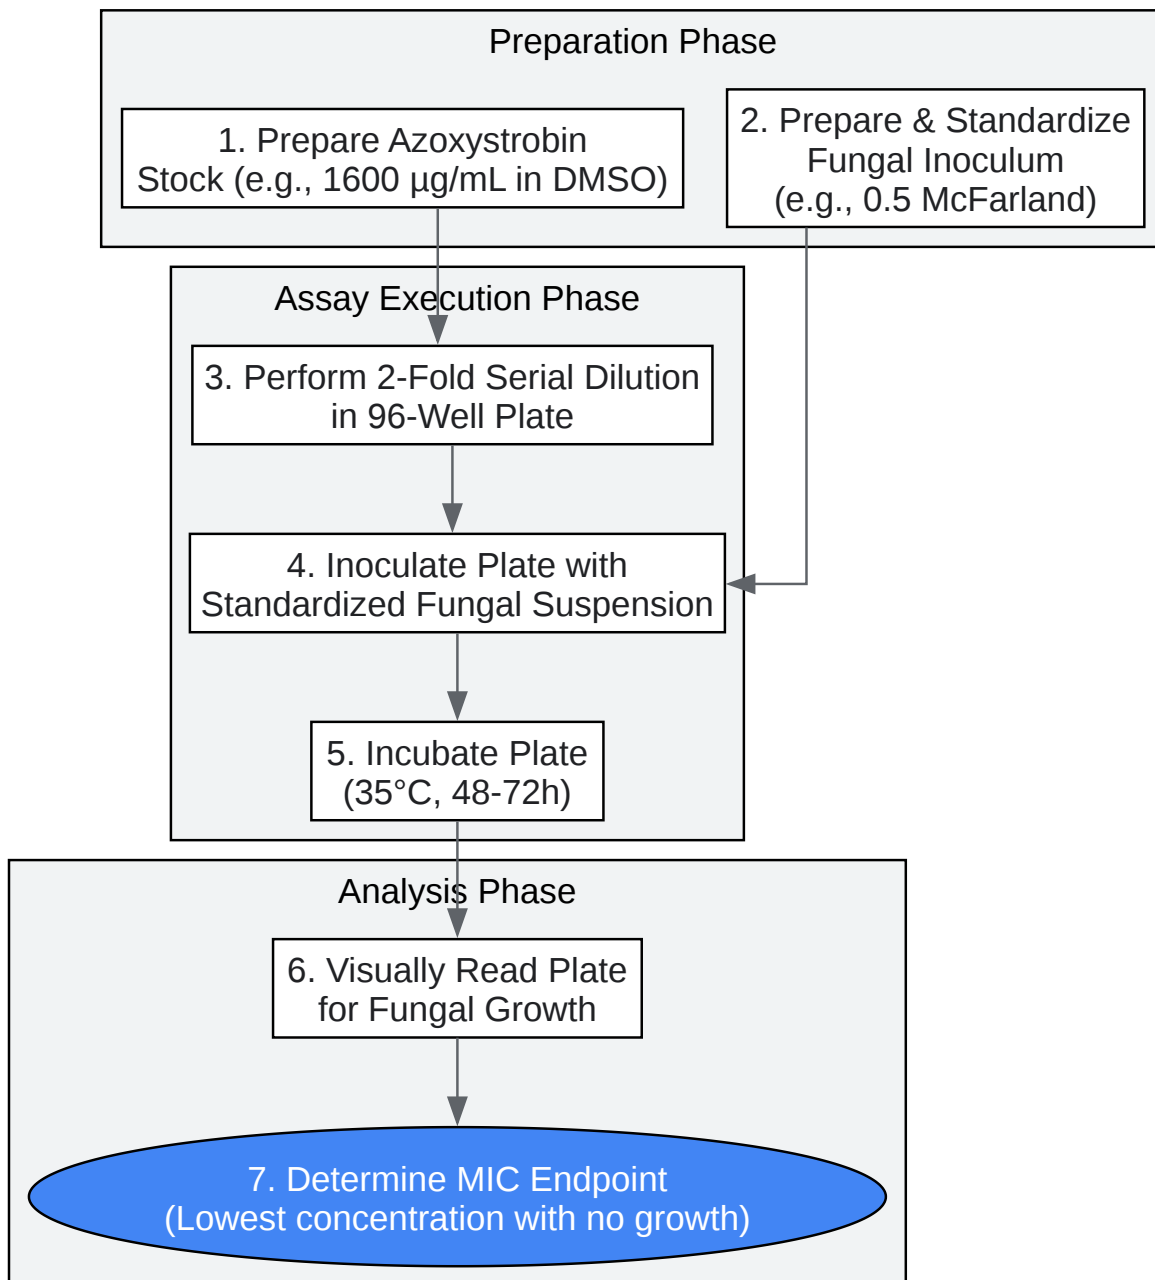 Preparation Phase
1. Prepare Azoxystrobin
Stock (e.g., 1600 µg/mL in DMSO)
2. Prepare & Standardize
Fungal Inoculum
(e.g., 0.5 McFarland)
Assay Execution Phase
3. Perform 2-Fold Serial Dilution
in 96-Well Plate
4. Inoculate Plate with
Standardized Fungal Suspension
5. Incubate Plate
(35°C, 48-72h)
Analysis Phase
6. Visually Read Plate
for Fungal Growth
7. Determine MIC Endpoint
(Lowest concentration with no growth)